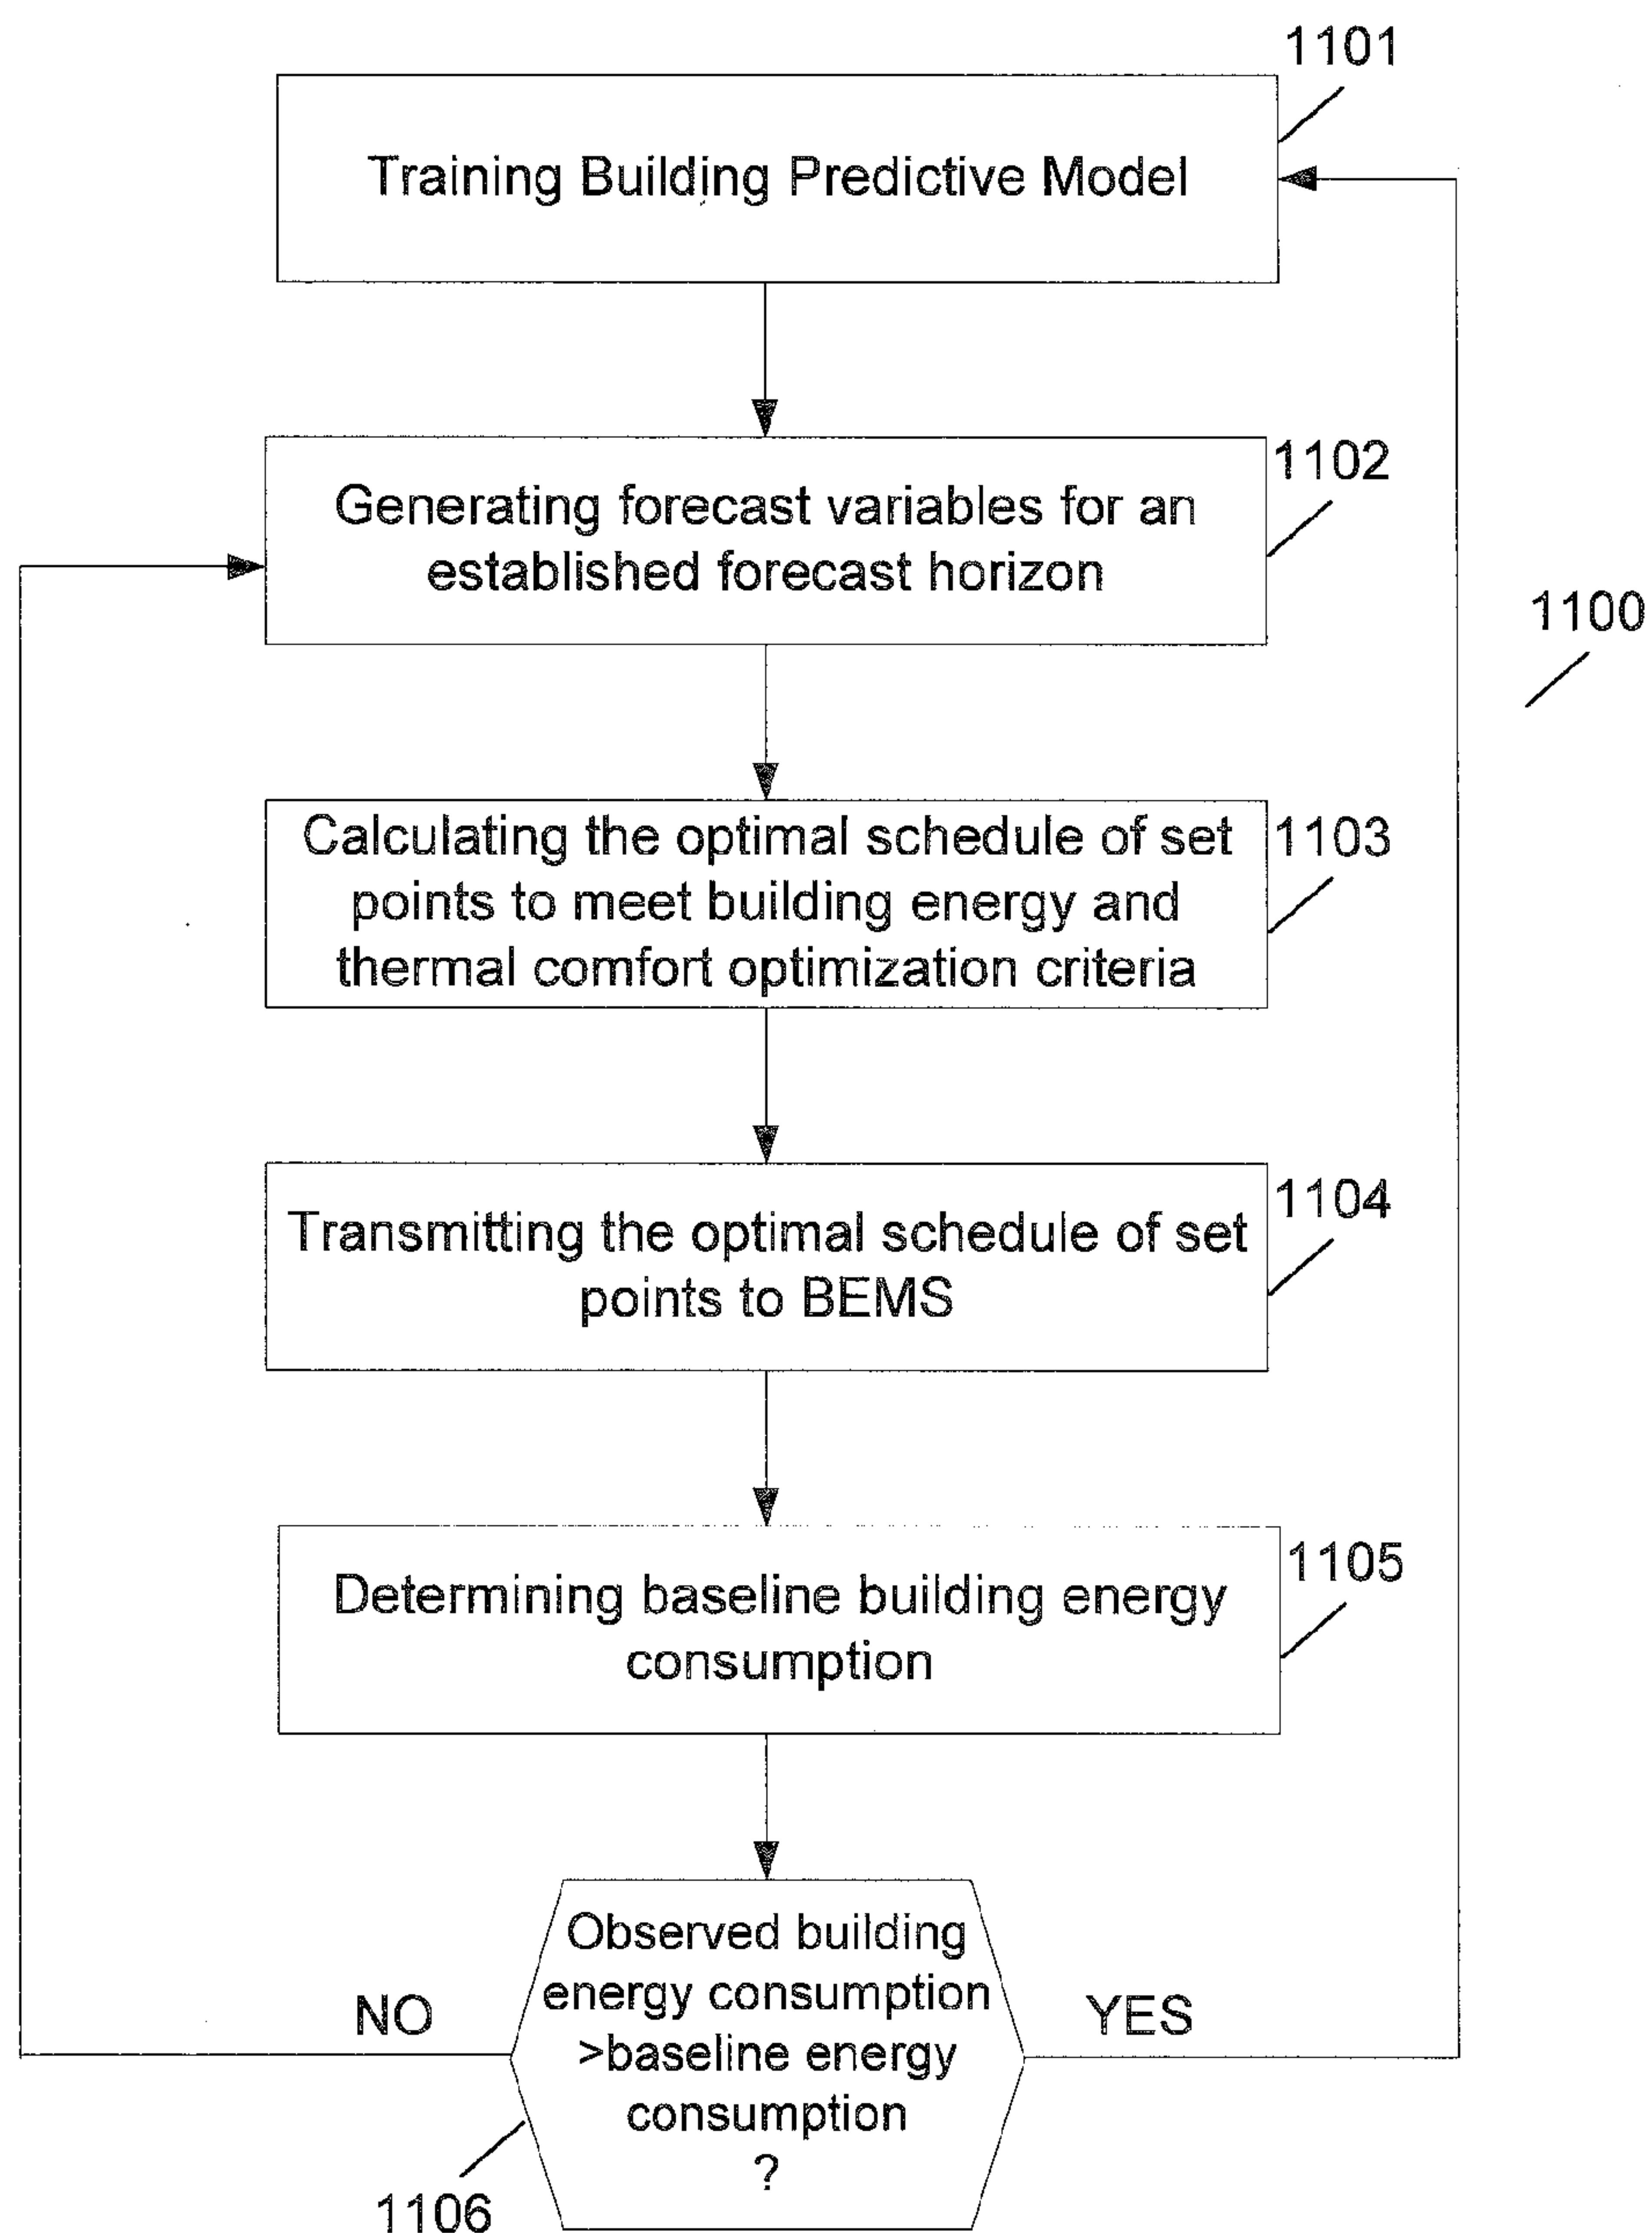 1101
Training Building Predictive Model
1102
Generating forecast variables for an
established forecast horizon
1100
Calculating the optimal schedule of set
points to meet building energy and
thermal comfort optimization criteria
1103
Transmitting the optimal schedule of set
points to BEMS
1104
Determining baseline building energy
consumption
1105
Observed building
energy consumption
>baseline energy
consumption
?
NO
YES
1106